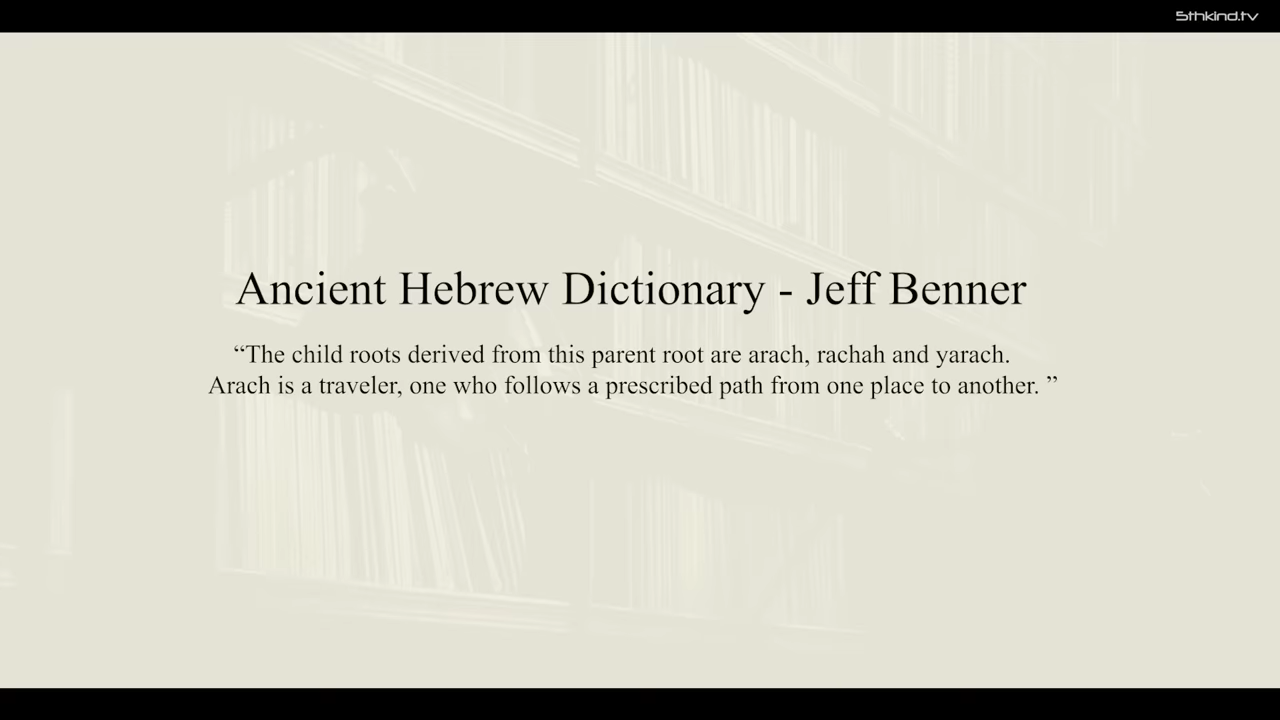 5thkind.tv
Ancient Hebrew Dictionary - Jeff Benner
“The child roots derived from this parent root are arach, rachah and yarach.
Arach is a traveler, one who follows a prescribed path from one place to another. ”